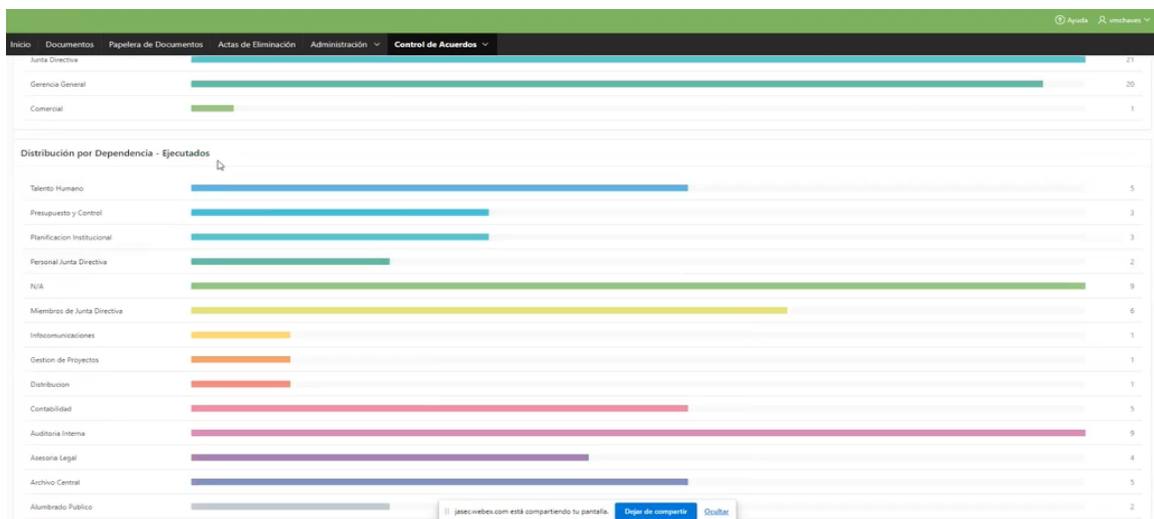 Ayuda vmchaves
Inicio Documentos Papelera de Documentos Actas de Eliminación Administración Control de Acuerdos
Junta Directiva 21
Gerencia General 20
Comercial 1
Distribución por Dependencia - Ejecutados
Talento Humano 5
Presupuesto y Control 3
Planificacion Institucional 3
Personal Junta Directiva 2
N/A 9
Miembros de Junta Directiva 6
Infocomunicaciones 1
Gestion de Proyectos 1
Distribucion 1
Contabilidad 5
Auditoria Interna 9
Asesoria Legal 4
Archivo Central 5
Alumbrado Publico 2
jasec.webex.com está compartiendo tu pantalla. Dejar de compartir Ocultar